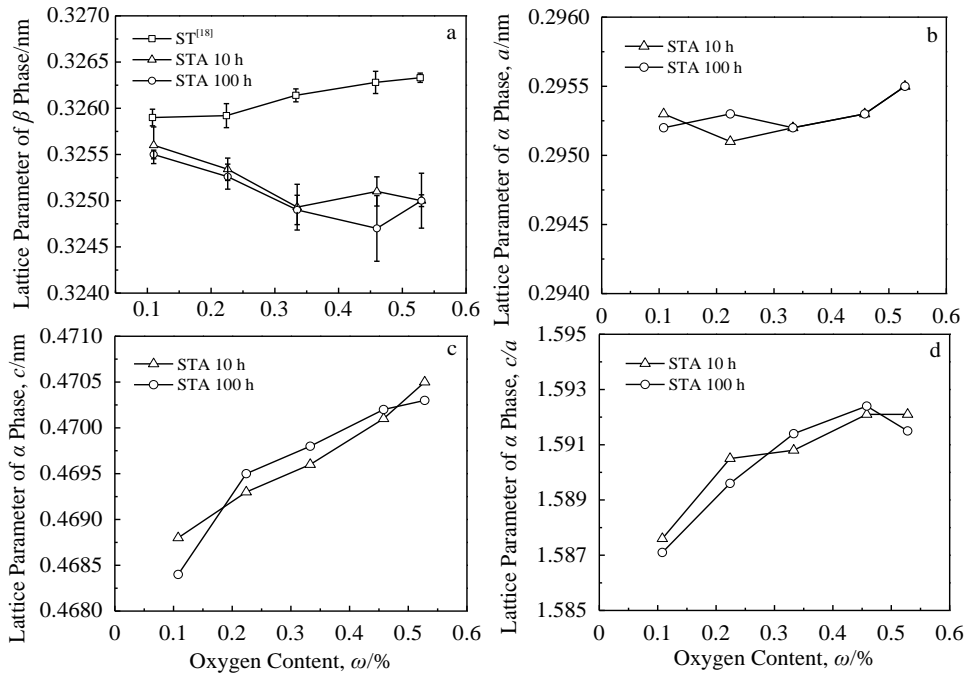 a
ST[18]
STA 10 h
STA 100 h
0.3270
0.3265
0.3260
0.3255
0.3250
0.3245
0.3240
Lattice Parameter of β Phase/nm
0 0.1 0.2 0.3 0.4 0.5 0.6
b
STA 10 h
STA 100 h
0.2960
0.2955
0.2950
0.2945
0.2940
Lattice Parameter of α Phase, a/nm
0 0.1 0.2 0.3 0.4 0.5 0.6
c
STA 10 h
STA 100 h
0.4710
0.4705
0.4700
0.4695
0.4690
0.4685
0.4680
Lattice Parameter of α Phase, c/nm
0 0.1 0.2 0.3 0.4 0.5 0.6
Oxygen Content, ω/%
d
STA 10 h
STA 100 h
1.595
1.593
1.591
1.589
1.587
1.585
Lattice Parameter of α Phase, c/a
0 0.1 0.2 0.3 0.4 0.5 0.6
Oxygen Content, ω/%